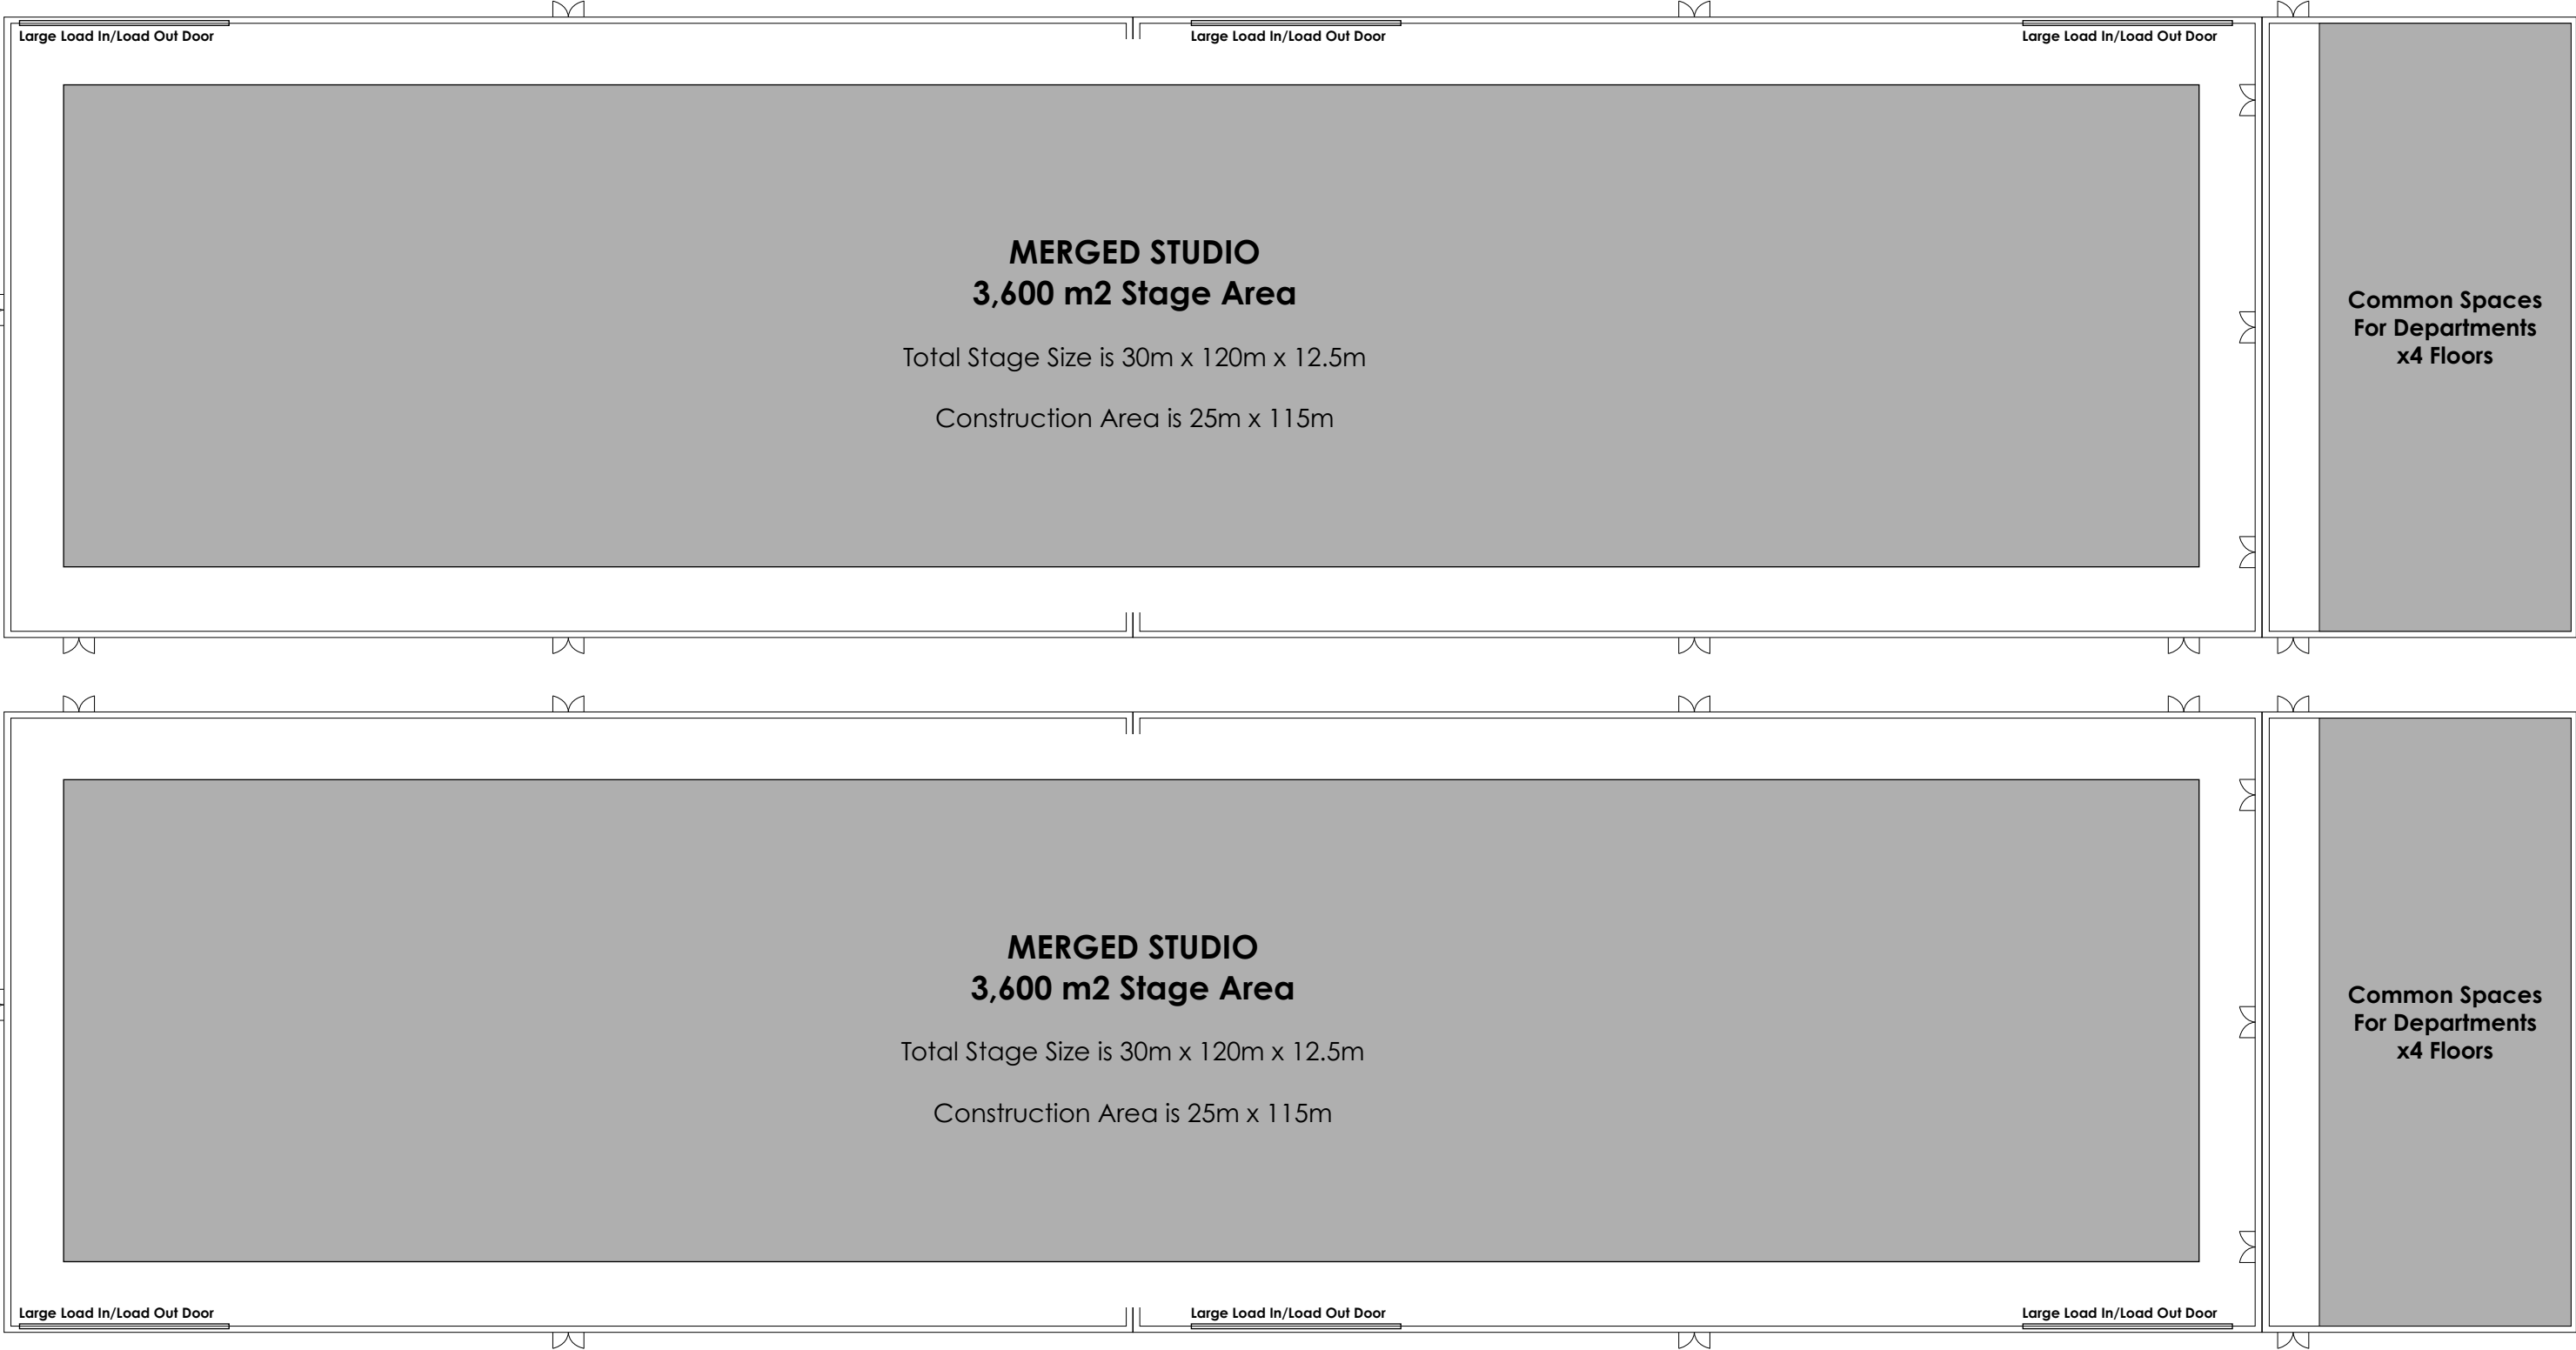 Large Load In/Load Out Door
Large Load In/Load Out Door
Large Load In/Load Out Door
MERGED STUDIO
3,600 m2 Stage Area
Total Stage Size is 30m x 120m x 12.5m
Construction Area is 25m x 115m
Common Spaces
For Departments
x4 Floors
MERGED STUDIO
3,600 m2 Stage Area
Total Stage Size is 30m x 120m x 12.5m
Construction Area is 25m x 115m
Common Spaces
For Departments
x4 Floors
Large Load In/Load Out Door
Large Load In/Load Out Door
Large Load In/Load Out Door